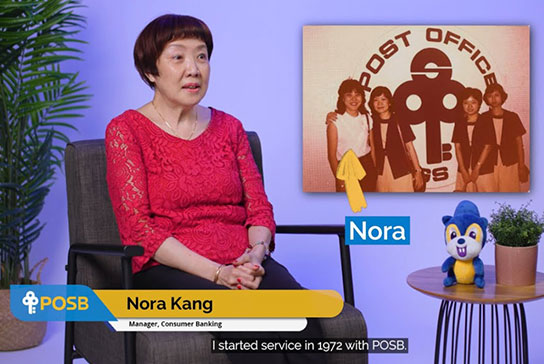 POST OFFICE
Nora
POSB
Nora Kang
Manager, Consumer Banking
I started service in 1972 with POSB.